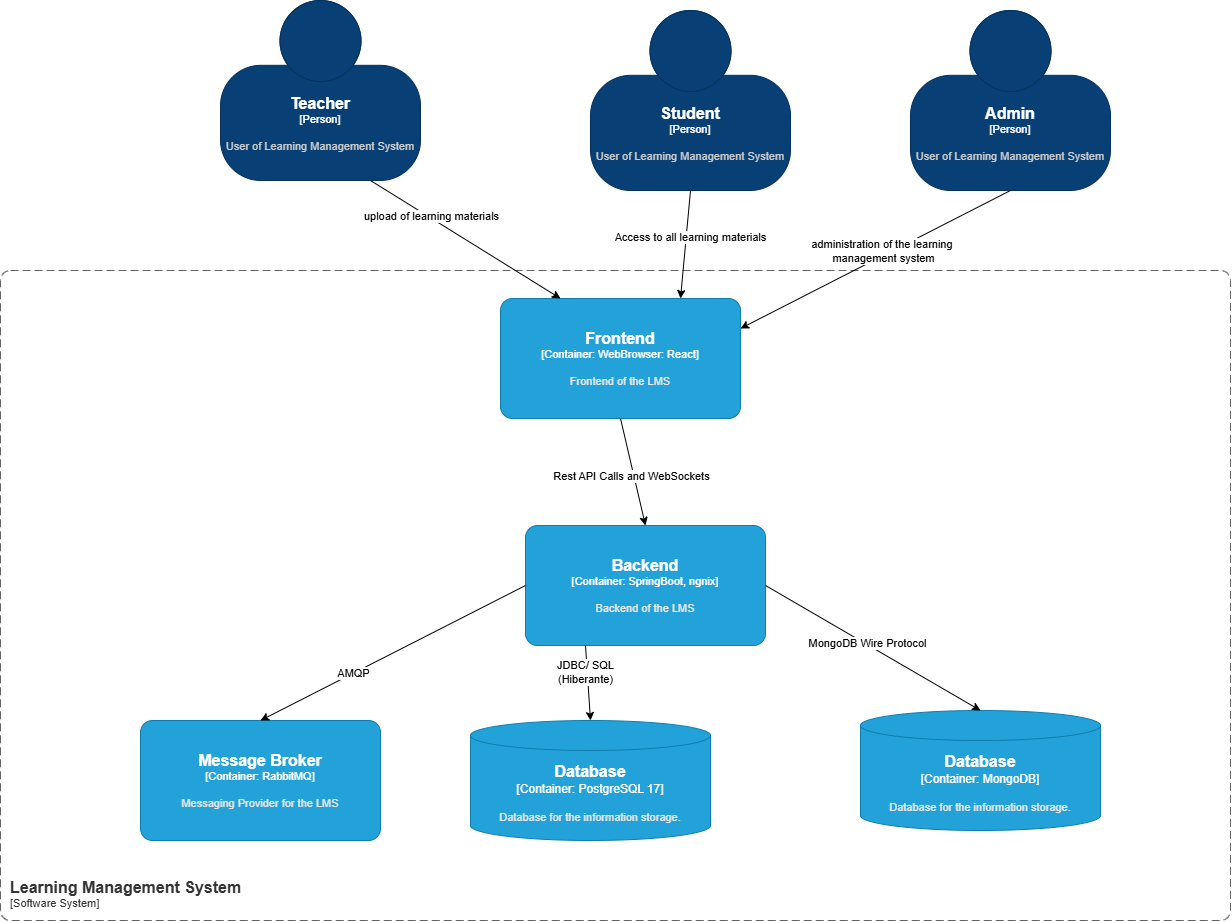 Teacher
[Person]
User of Learning Management System
Student
[Person]
User of Learning Management System
Admin
[Person]
User of Learning Management System
upload of learning materials
Access to all learning materials
administration of the learning
management system
Frontend
[Container: WebBrowser: React]
Frontend of the LMS
Rest API Calls and WebSockets
Backend
[Container: SpringBoot, ngnix]
Backend of the LMS
AMQP
JDBC/ SQL
(Hiberante)
MongoDB Wire Protocol
Message Broker
[Container: RabbitMQ]
Messaging Provider for the LMS
Database
[Container: PostgreSQL 17]
Database for the information storage.
Database
[Container: MongoDB]
Database for the information storage.
Learning Management System
[Software System]